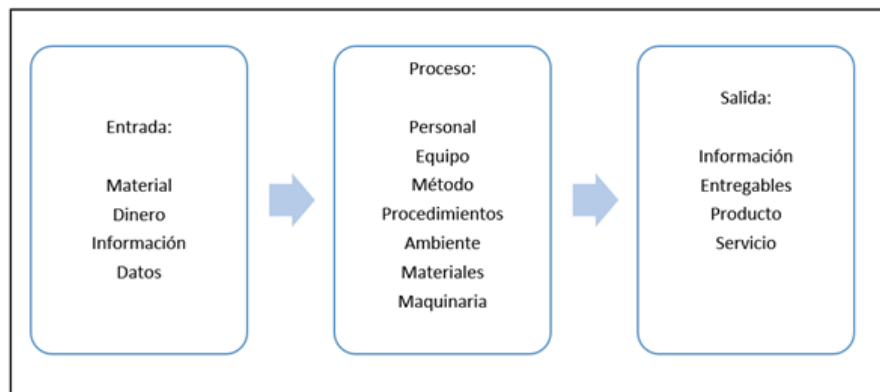 Entrada:
Material
Dinero
Información
Datos
Proceso:
Personal
Equipo
Método
Procedimientos
Ambiente
Materiales
Maquinaria
Salida:
Información
Entregables
Producto
Servicio